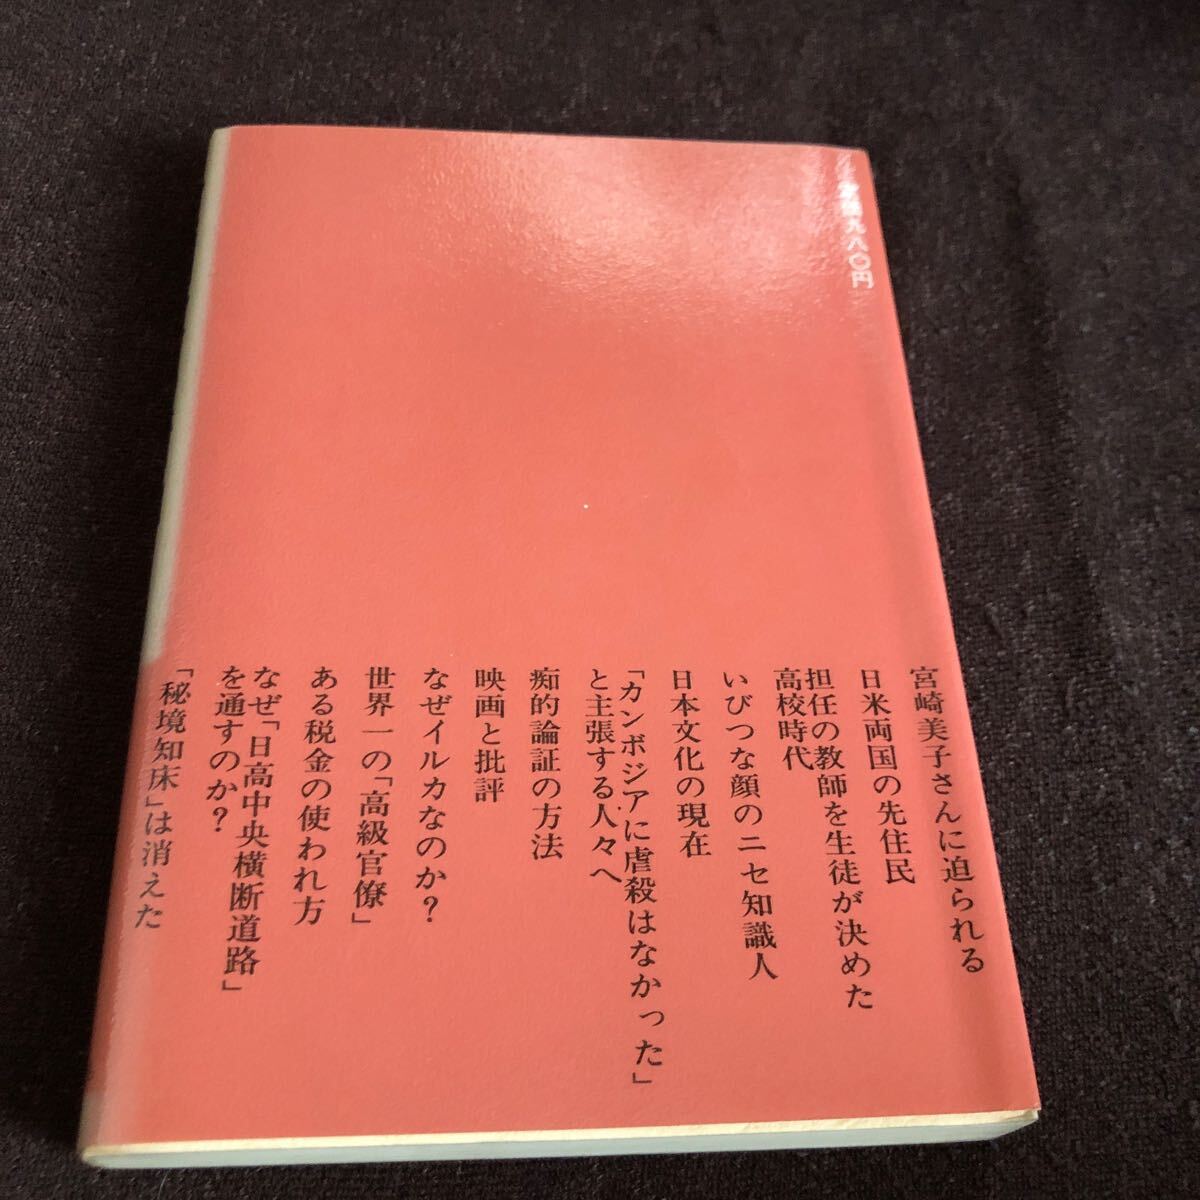 九八〇円
宮崎美子さんに迫られる
日米両国の先住民
担任の教師を生徒が決めた
高校時代
いびつな顔のニセ知識人
日本文化の現在
「カンボジアに虐殺はなかった」
と主張する人々へ
痴的論証の方法
映画と批評
なぜイルカなのか？
世界一の「高級官僚」
ある税金の使われ方
なぜ「日高中央横断道路」
を通すのか？
「秘境知床」は消えた